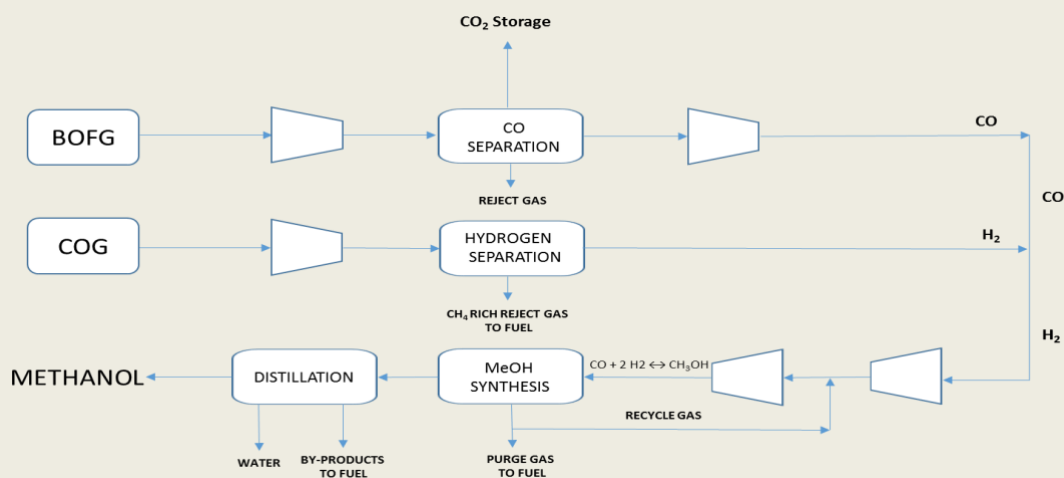 CO₂ Storage
BOFG
CO
SEPARATION
CO
REJECT GAS
CO
COG
HYDROGEN
SEPARATION
H₂
CH₄ RICH REJECT GAS
TO FUEL
H₂
METHANOL
DISTILLATION
MeOH
SYNTHESIS
CO + 2 H2 ↔ CH₃OH
RECYCLE GAS
WATER
BY-PRODUCTS
TO FUEL
PURGE GAS
TO FUEL